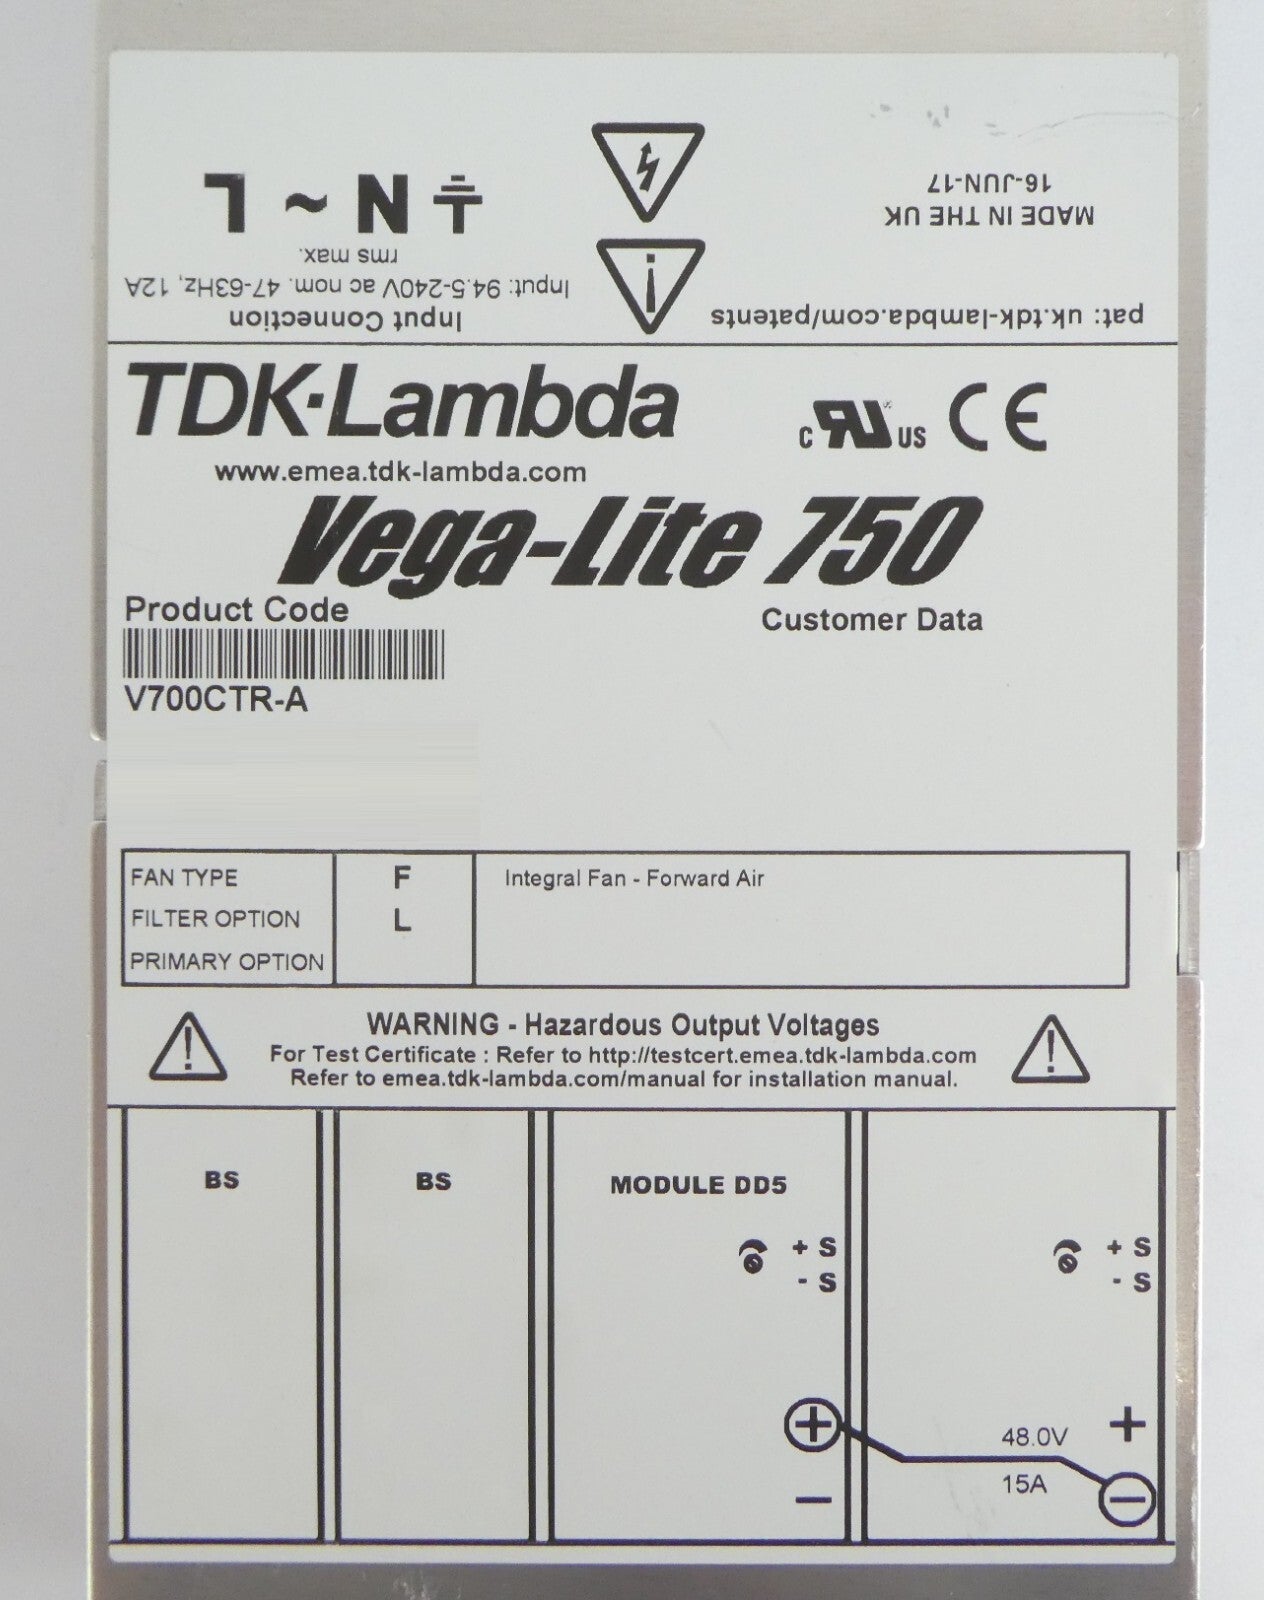 L ~ N
16-JUN-17
MADE IN THE UK
rms max.
Input: 94.5-240V ac nom. 47-63Hz, 12A
Input Connection
pat: uk.tdk-lambda.com/patents
TDK·Lambda
c RU US CE
www.emea.tdk-lambda.com
Vega-Lite 750
Product Code
Customer Data
V700CTR-A
FAN TYPE F Integral Fan - Forward Air
FILTER OPTION L
PRIMARY OPTION
WARNING - Hazardous Output Voltages
For Test Certificate : Refer to http://testcert.emea.tdk-lambda.com
Refer to emea.tdk-lambda.com/manual for installation manual.
BS BS MODULE DD5
+ S + S
- S - S
+ 48.0V +
- 15A -